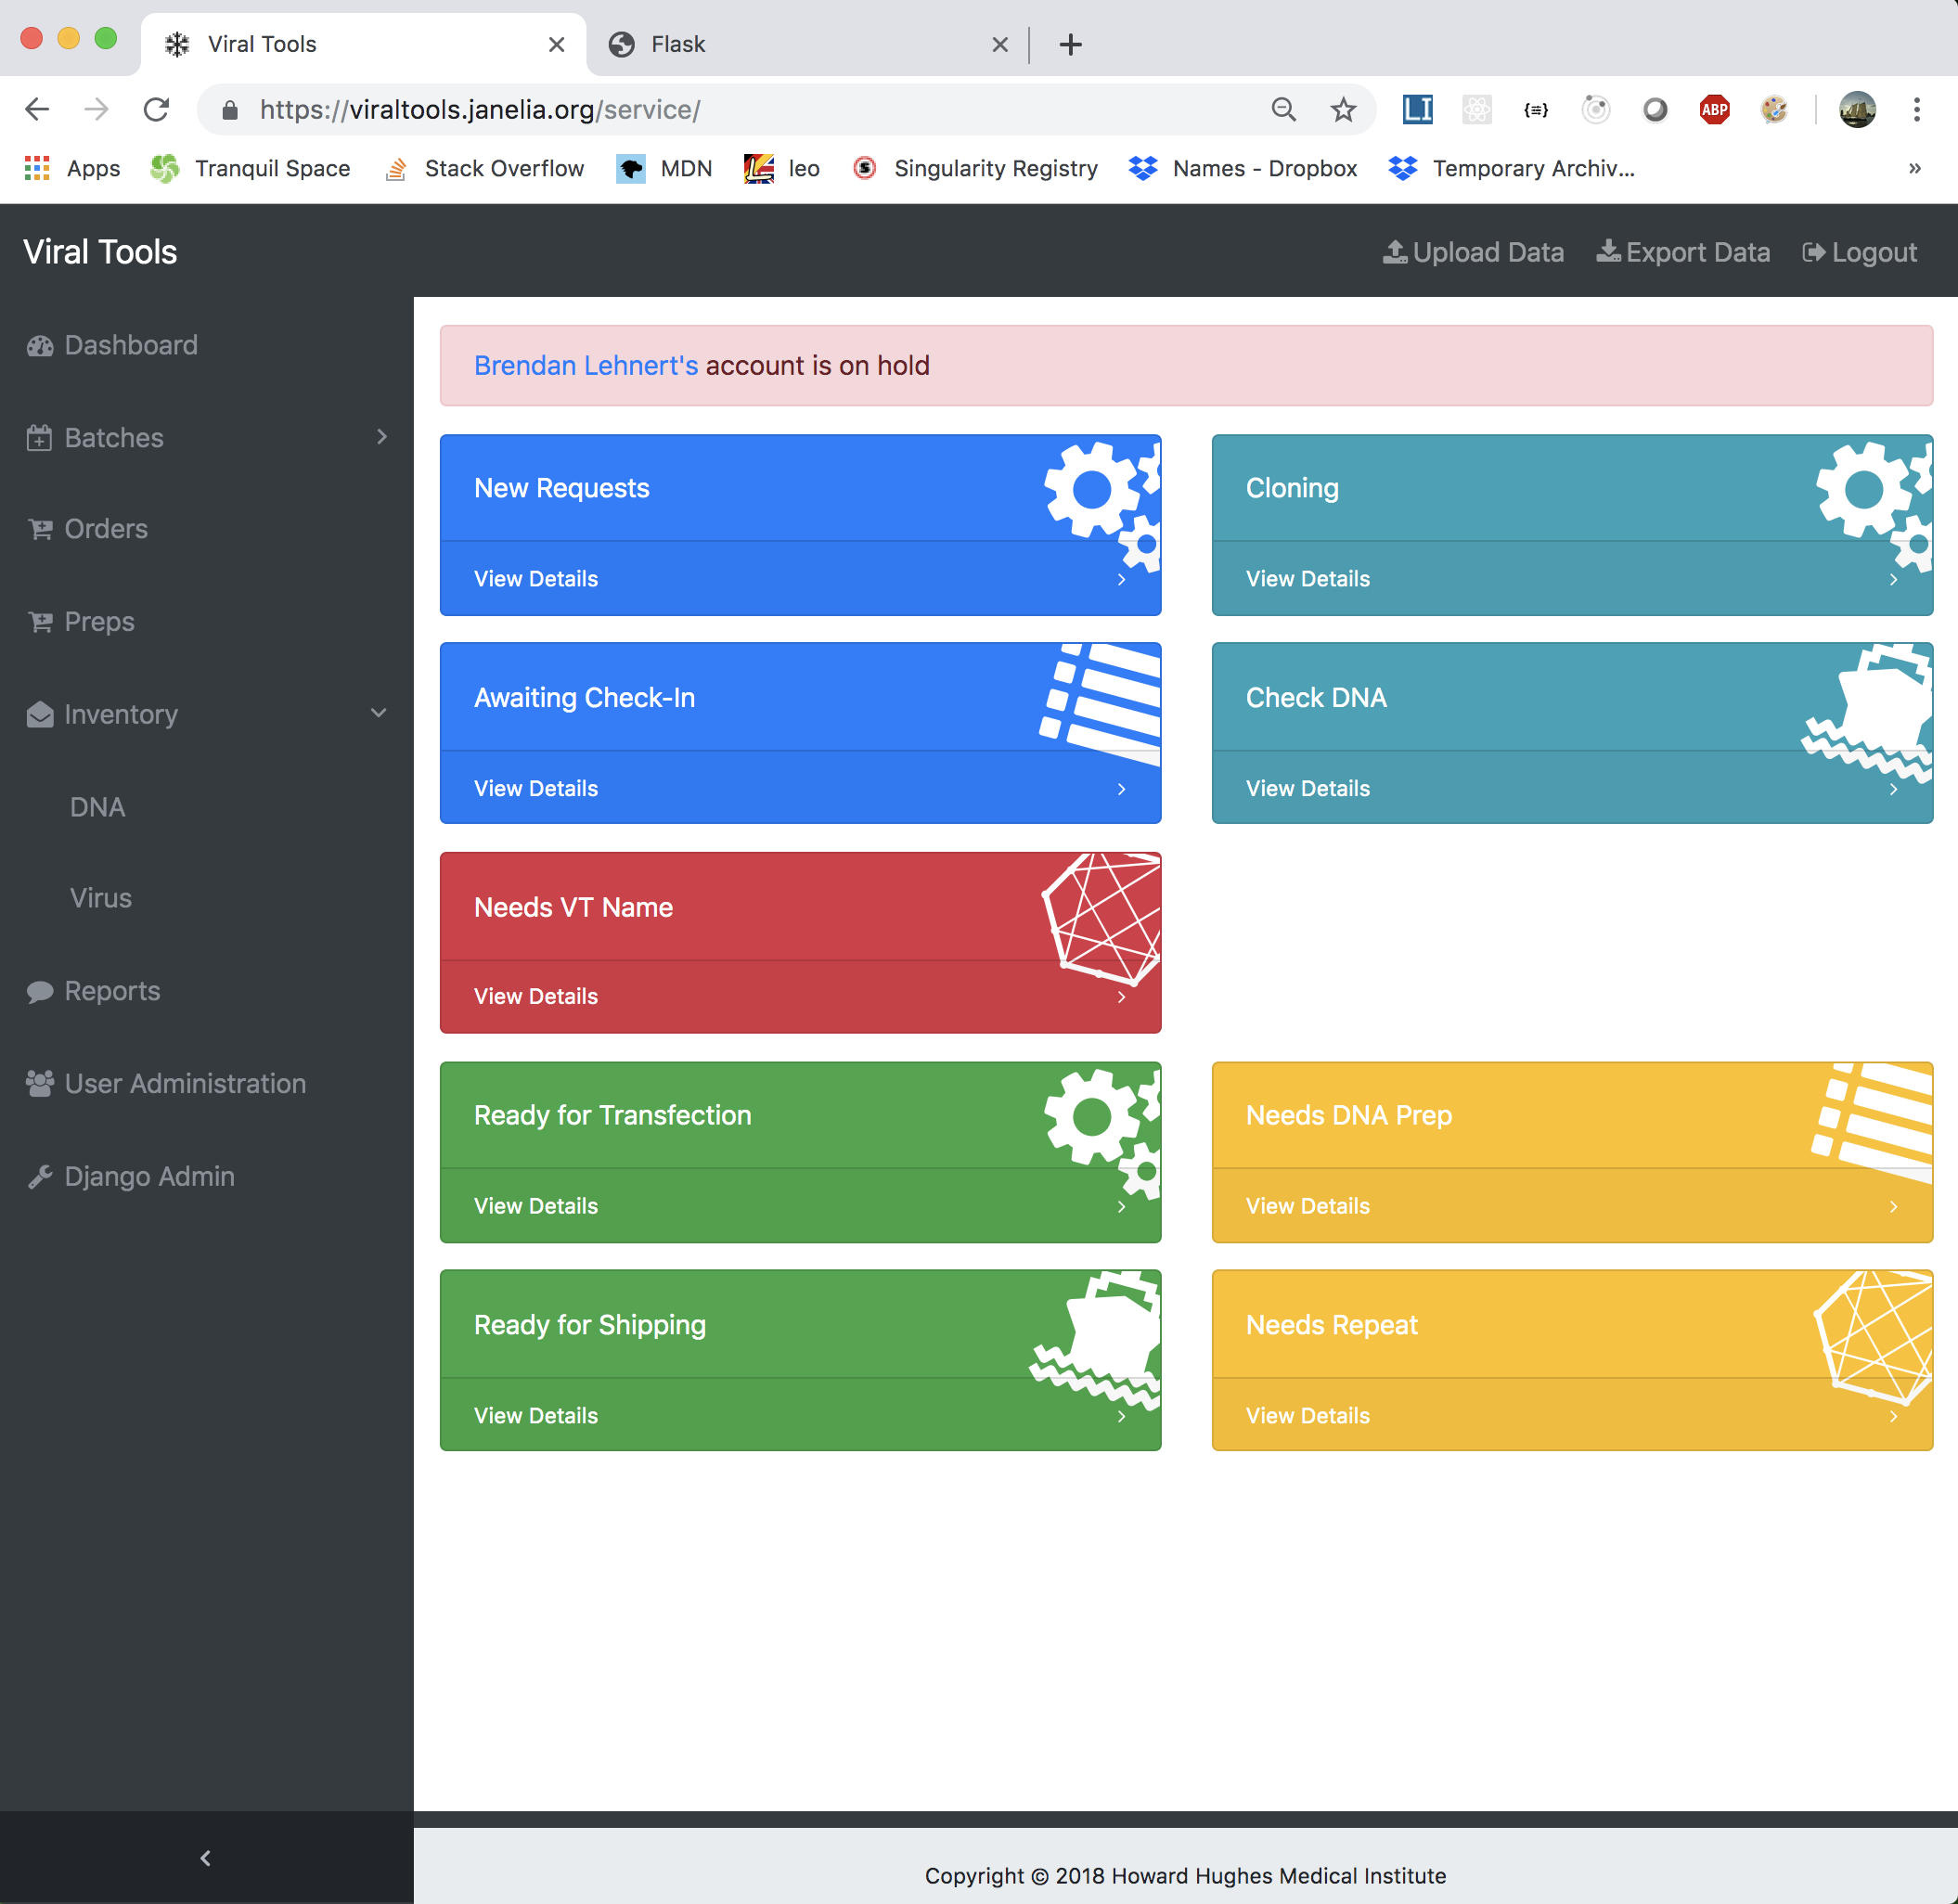 Viral Tools
Flask
https://viraltools.janelia.org/service/
LI
{≡}
ABP
Apps
Tranquil Space
Stack Overflow
MDN
leo
S
Singularity Registry
Names - Dropbox
Temporary Archiv...
»
Viral Tools
Upload Data
Export Data
Logout
Dashboard
Batches
Orders
Preps
Inventory
DNA
Virus
Reports
User Administration
Django Admin
Brendan Lehnert's account is on hold
New Requests
View Details
Cloning
View Details
Awaiting Check-In
View Details
Check DNA
View Details
Needs VT Name
View Details
Ready for Transfection
View Details
Needs DNA Prep
View Details
Ready for Shipping
View Details
Needs Repeat
View Details
Copyright © 2018 Howard Hughes Medical Institute